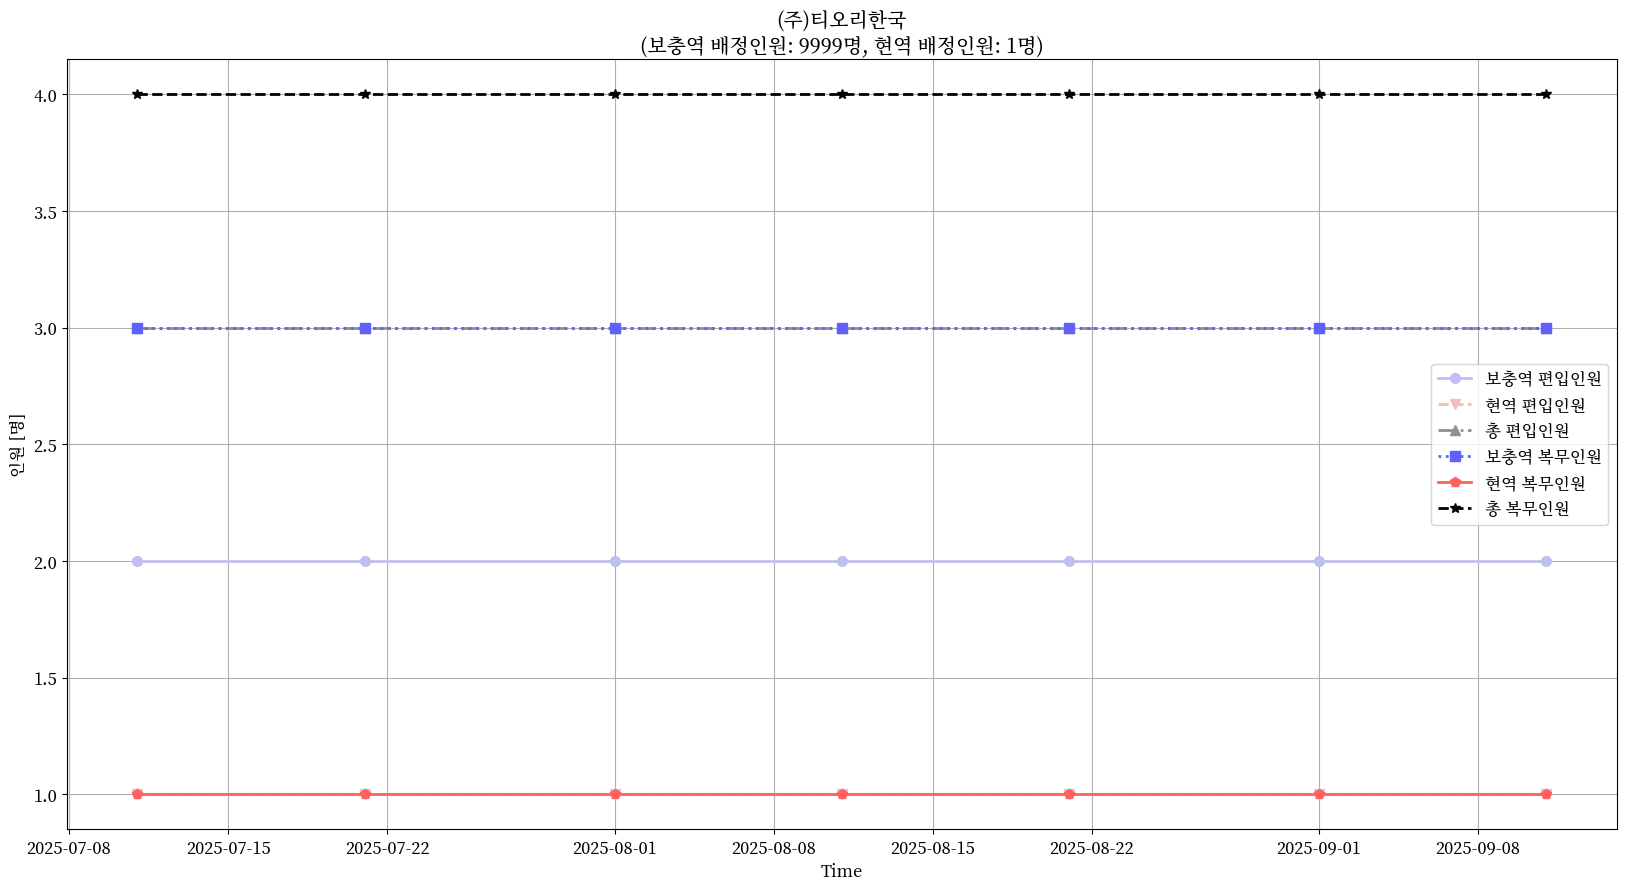 (주)티오리한국
(보충역 배정인원: 9999명, 현역 배정인원: 1명)
4.0
3.5
3.0
2.5
2.0
1.5
1.0
인원 [명]
보충역 편입인원
현역 편입인원
총 편입인원
보충역 복무인원
현역 복무인원
총 복무인원
2025-07-08 2025-07-15 2025-07-22 2025-08-01 2025-08-08 2025-08-15 2025-08-22 2025-09-01 2025-09-08
Time